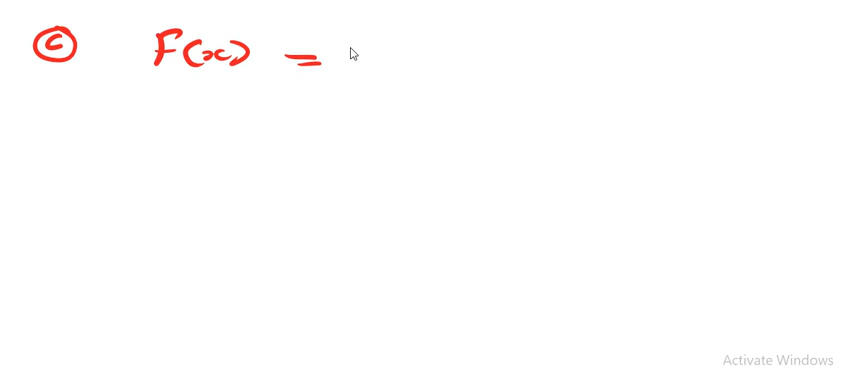 © F(x) =
Activate Windows